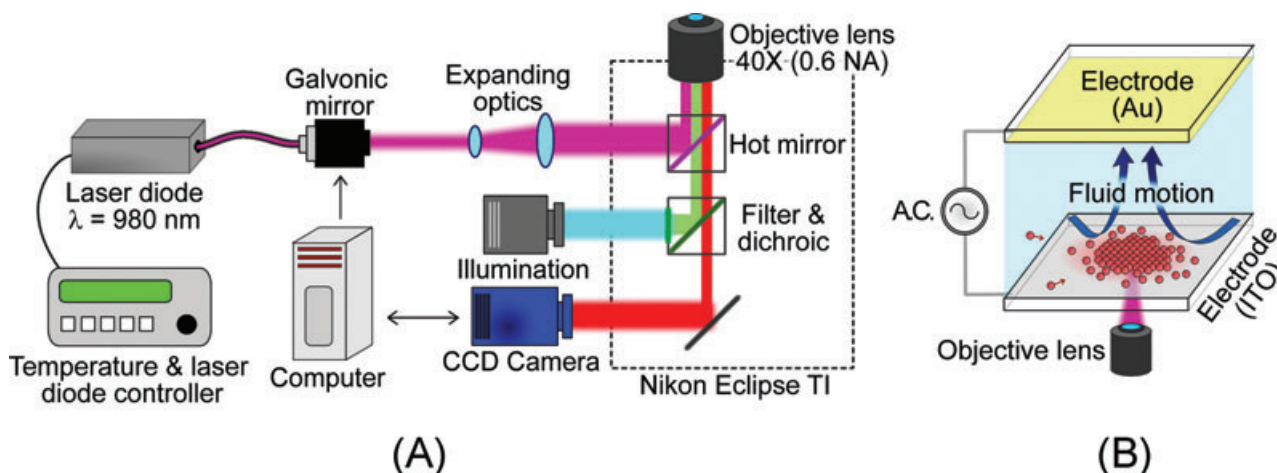 Galvonic
mirror
Expanding
optics
Objective lens
40X (0.6 NA)
Hot mirror
Laser diode
λ = 980 nm
Filter &
dichroic
Illumination
CCD Camera
Computer
Temperature & laser
diode controller
Nikon Eclipse TI
(A)
Electrode
(Au)
Fluid motion
A.C.
Electrode
(ITO)
Objective lens
(B)